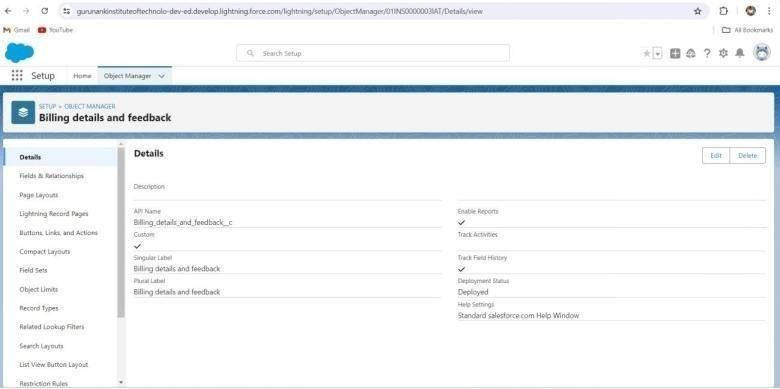 gurunankinstituteoftechnolo-dev-ed.develop.lightning.force.com/lightning/setup/ObjectManager/01INS0000003IAT/Details/view
Gmail YouTube All Bookmarks
Search Setup
Setup Home Object Manager
SETUP > OBJECT MANAGER
Billing details and feedback
Details
Fields & Relationships
Page Layouts
Lightning Record Pages
Buttons, Links, and Actions
Compact Layouts
Field Sets
Object Limits
Record Types
Related Lookup Filters
Search Layouts
List View Button Layout
Restriction Rules
Details
Edit Delete
Description
API Name
Billing_details_and_feedback__c
Custom
Singular Label
Billing details and feedback
Plural Label
Billing details and feedback
Enable Reports
Track Activities
Track Field History
Deployment Status
Deployed
Help Settings
Standard salesforce.com Help Window